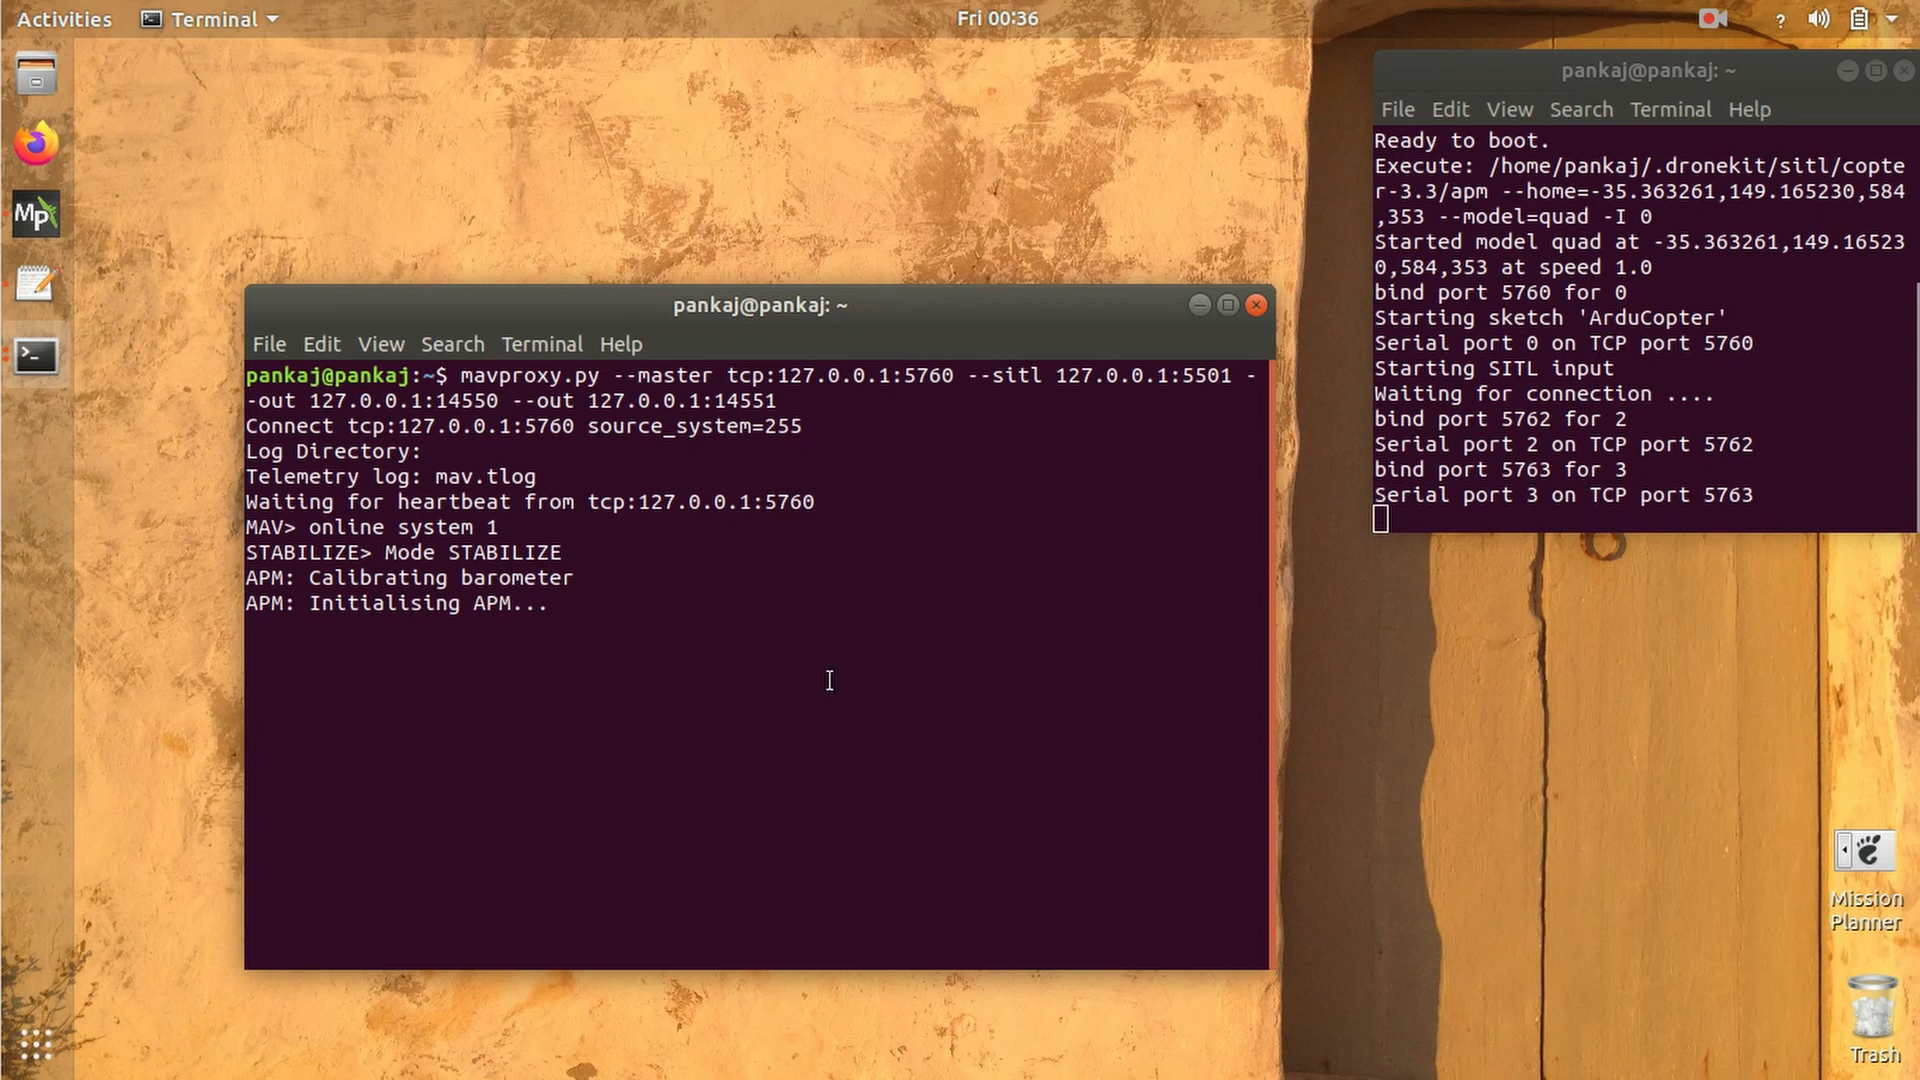 Activities
Terminal
Fri 00:36
?
Mp
pankaj@pankaj: ~
File Edit View Search Terminal Help
pankaj@pankaj:~$ mavproxy.py --master tcp:127.0.0.1:5760 --sitl 127.0.0.1:5501 -
-out 127.0.0.1:14550 --out 127.0.0.1:14551
Connect tcp:127.0.0.1:5760 source_system=255
Log Directory:
Telemetry log: mav.tlog
Waiting for heartbeat from tcp:127.0.0.1:5760
MAV> online system 1
STABILIZE> Mode STABILIZE
APM: Calibrating barometer
APM: Initialising APM...
pankaj@pankaj: ~
File Edit View Search Terminal Help
Ready to boot.
Execute: /home/pankaj/.dronekit/sitl/copte
r-3.3/apm --home=-35.363261,149.165230,584
,353 --model=quad -I 0
Started model quad at -35.363261,149.16523
0,584,353 at speed 1.0
bind port 5760 for 0
Starting sketch 'ArduCopter'
Serial port 0 on TCP port 5760
Starting SITL input
Waiting for connection ....
bind port 5762 for 2
Serial port 2 on TCP port 5762
bind port 5763 for 3
Serial port 3 on TCP port 5763
Mission
Planner
Trash